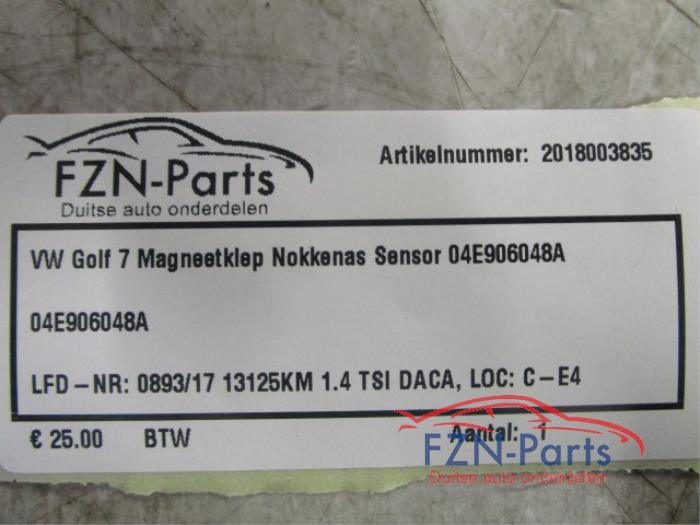 FZN-Parts
Duitse auto onderdelen
Artikelnummer: 2018003835
VW Golf 7 Magneetklep Nokkenas Sensor 04E906048A
04E906048A
LFD-NR: 0893/17 13125KM 1.4 TSI DACA, LOC: C-E4
€ 25.00 BTW Aantal: 1
FZN-Parts
Duitse auto onderdelen